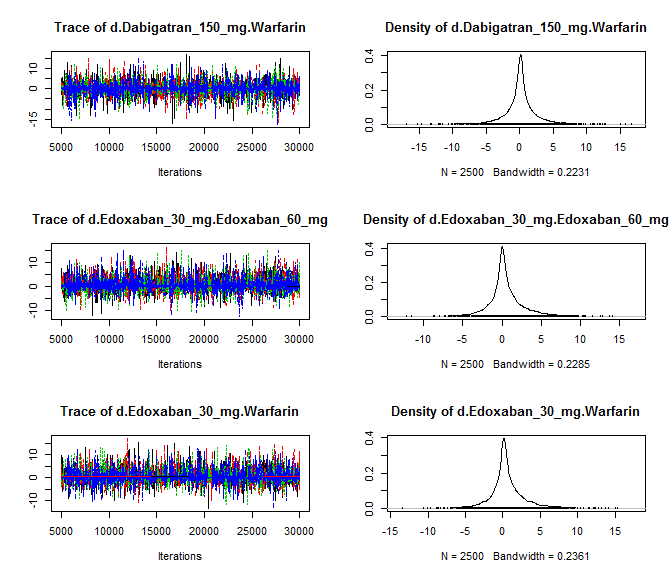 Trace of d.Dabigatran_150_mg.Warfarin
Density of d.Dabigatran_150_mg.Warfarin
10
0
-15
5000 10000 15000 20000 25000 30000
Iterations
0.4
0.2
0.0
-15 -10 -5 0 5 10 15
N = 2500 Bandwidth = 0.2231
Trace of d.Edoxaban_30_mg.Edoxaban_60_mg
Density of d.Edoxaban_30_mg.Edoxaban_60_mg
10
0
-10
5000 10000 15000 20000 25000 30000
Iterations
0.4
0.2
0.0
-10 -5 0 5 10 15
N = 2500 Bandwidth = 0.2285
Trace of d.Edoxaban_30_mg.Warfarin
Density of d.Edoxaban_30_mg.Warfarin
10
0
-10
5000 10000 15000 20000 25000 30000
Iterations
0.4
0.2
0.0
-15 -10 -5 0 5 10 15
N = 2500 Bandwidth = 0.2361